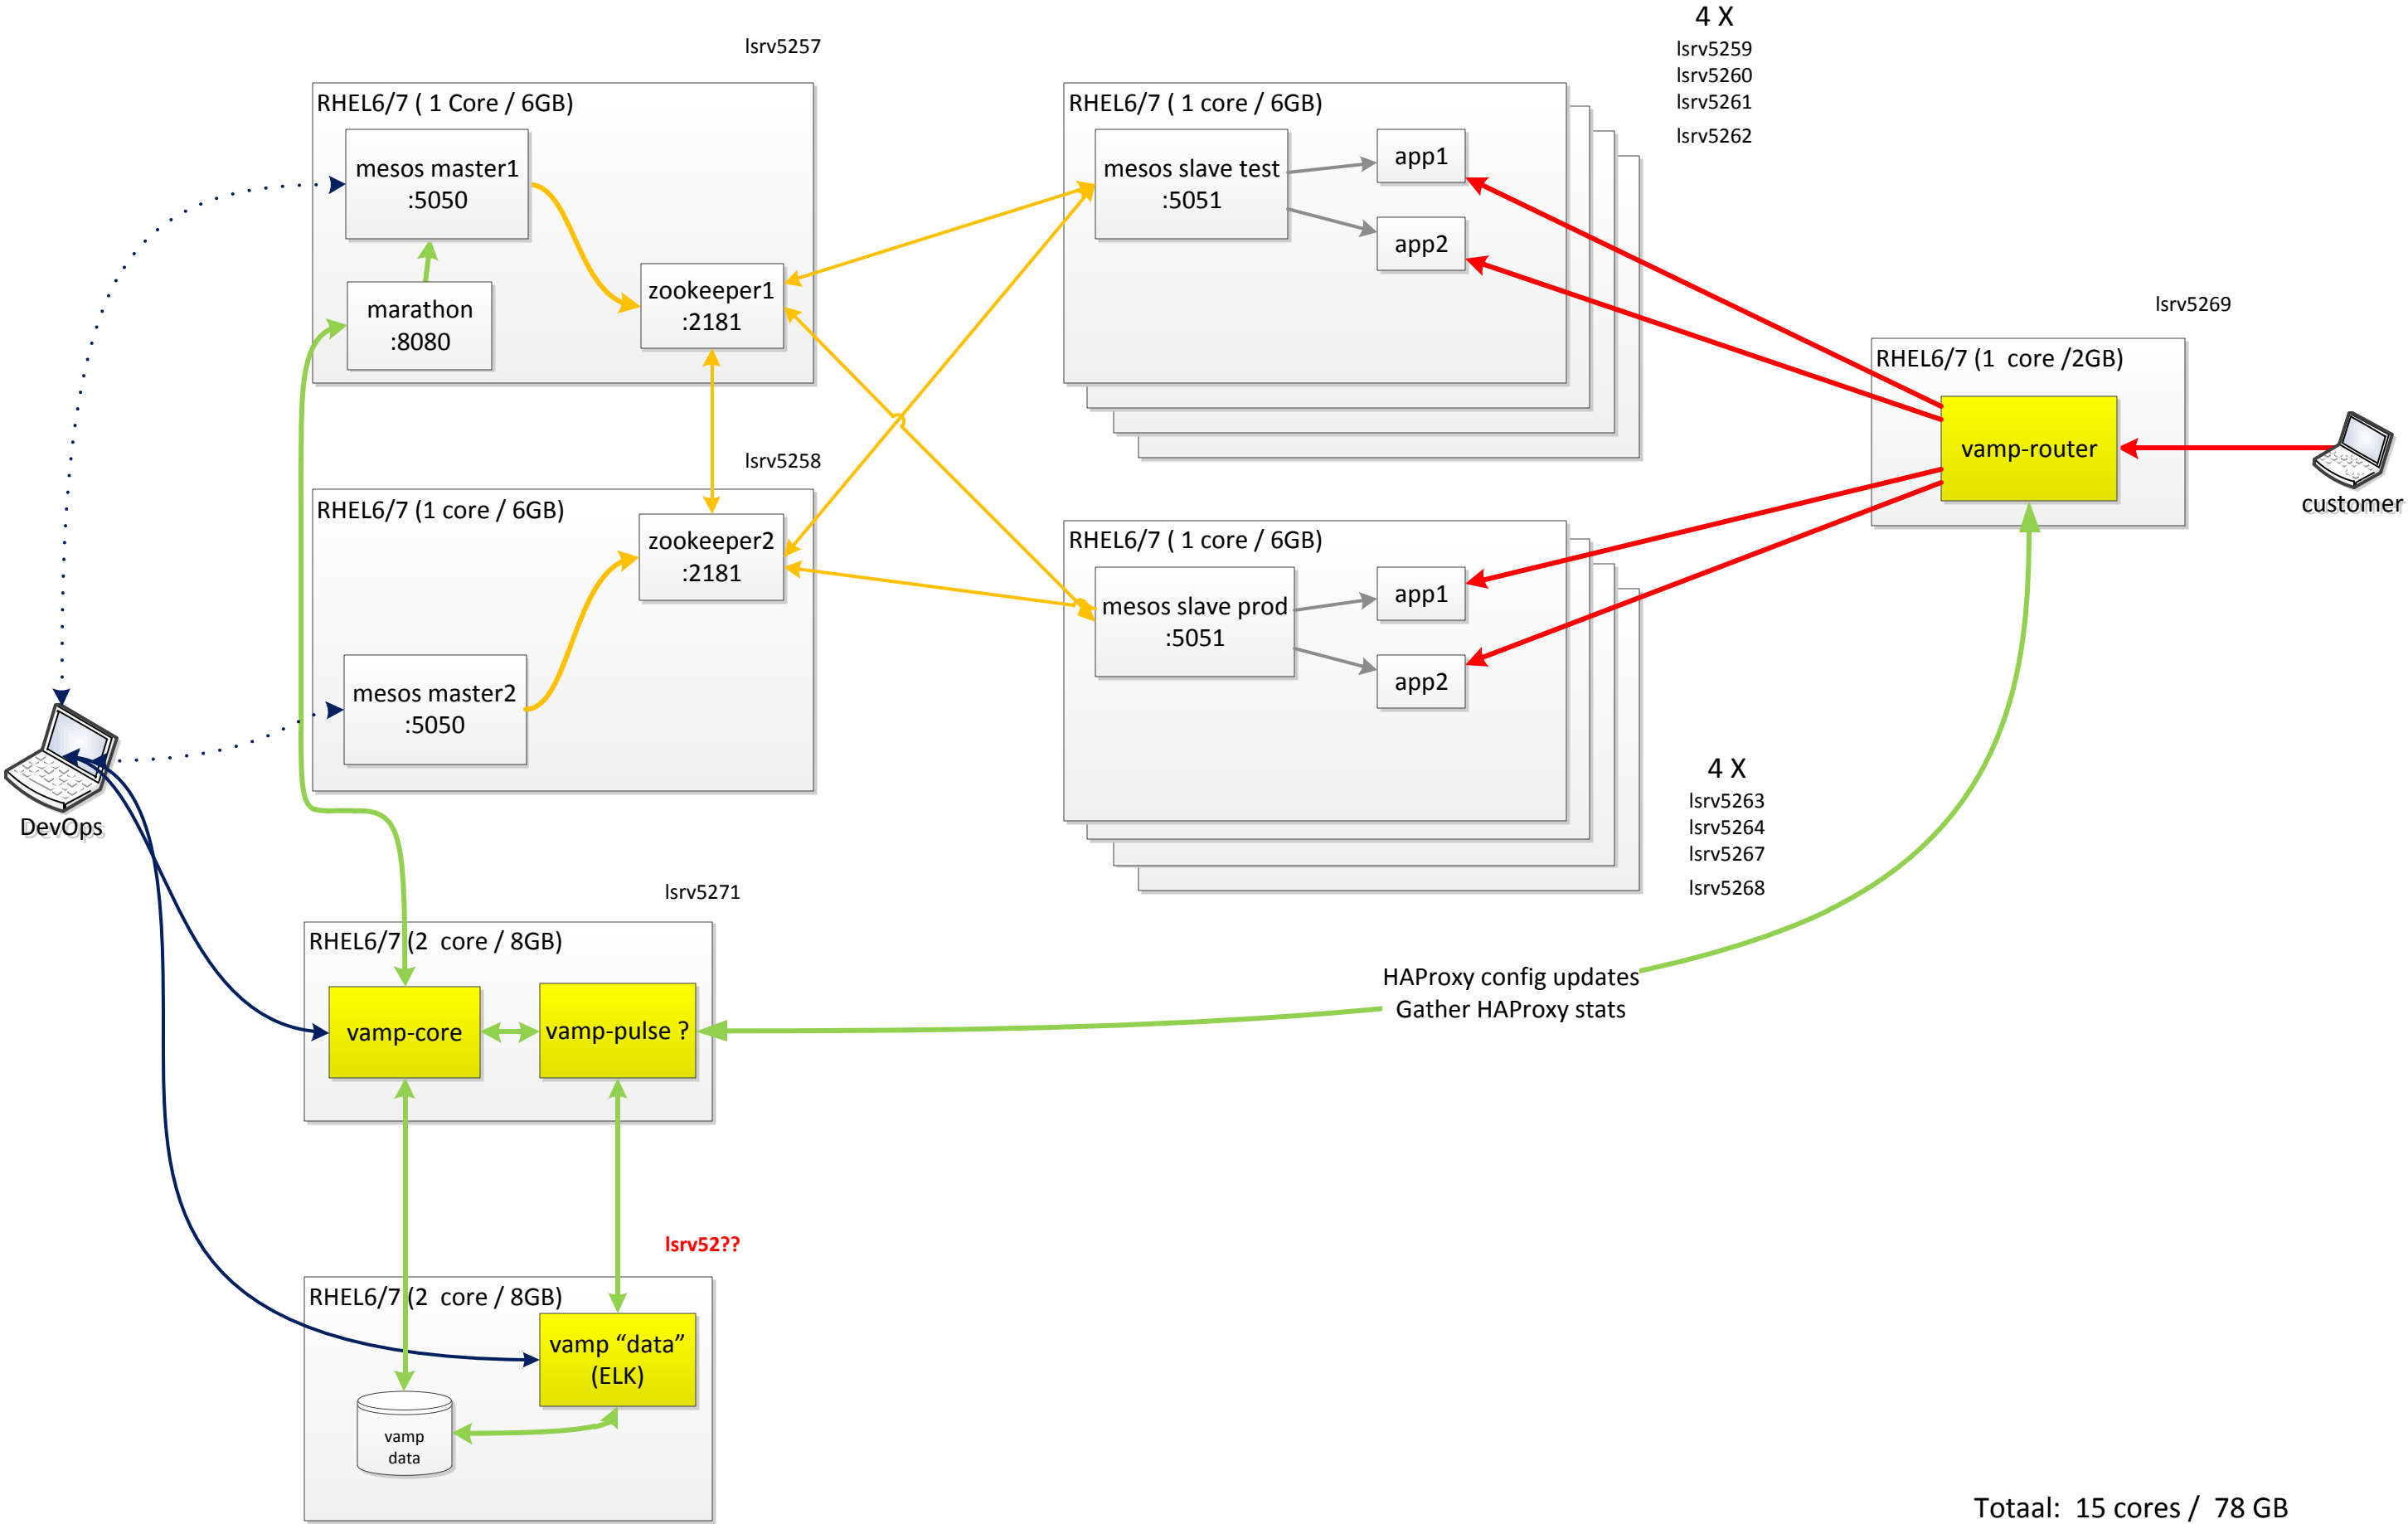 lsrv5257
RHEL6/7 ( 1 Core / 6GB)
mesos master1
:5050
marathon
:8080
zookeeper1
:2181
lsrv5258
RHEL6/7 (1 core / 6GB)
zookeeper2
:2181
mesos master2
:5050
DevOps
4 X
lsrv5259
lsrv5260
lsrv5261
lsrv5262
RHEL6/7 ( 1 core / 6GB)
mesos slave test
:5051
app1
app2
RHEL6/7 ( 1 core / 6GB)
mesos slave prod
:5051
app1
app2
4 X
lsrv5263
lsrv5264
lsrv5267
lsrv5268
lsrv5269
RHEL6/7 (1 core /2GB)
vamp-router
customer
HAProxy config updates
Gather HAProxy stats
lsrv5271
RHEL6/7 (2 core / 8GB)
vamp-core
vamp-pulse ?
lsrv52??
RHEL6/7 (2 core / 8GB)
vamp “data”
(ELK)
vamp
data
Totaal: 15 cores / 78 GB